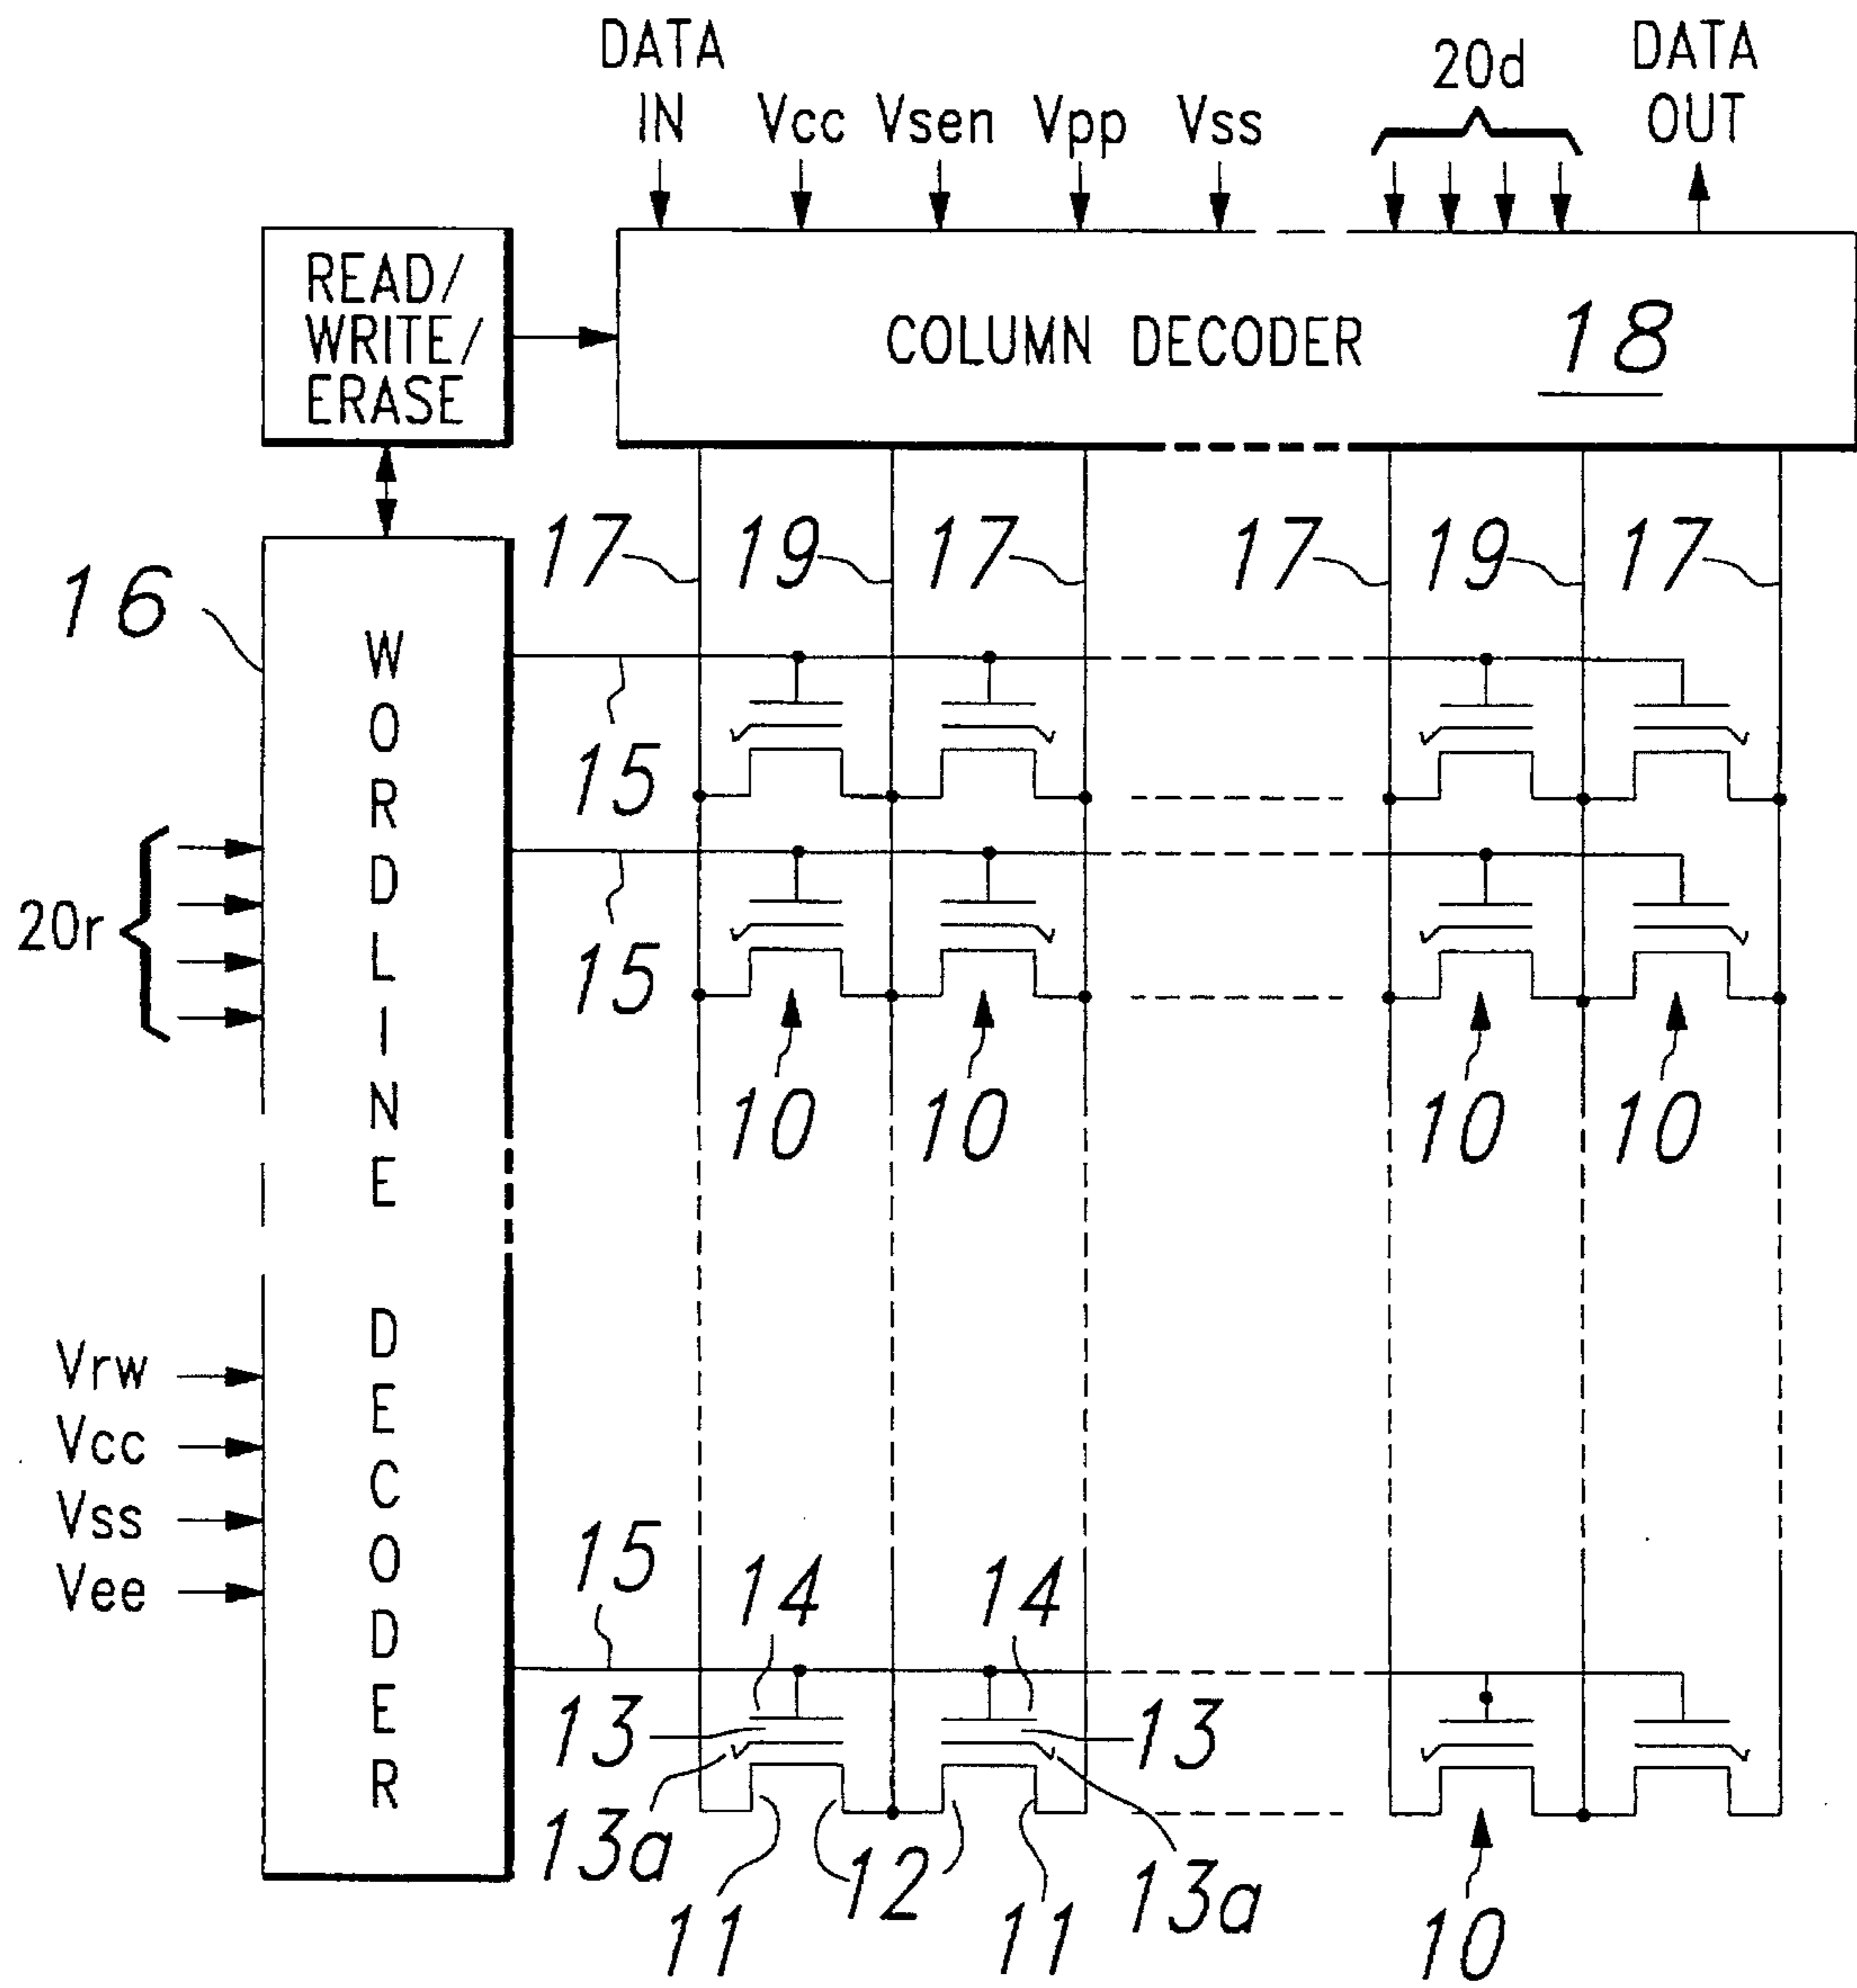 DATA
IN
Vcc
Vsen
Vpp
Vss
20d
DATA
OUT
READ/
WRITE/
ERASE
COLUMN DECODER
18
17
19
17
17
19
17
16
WORDLINE DECODER
15
15
20r
10
10
10
10
Vrw
Vcc
Vss
Vee
15
14
14
13
13
13a
11
12
11
13a
10